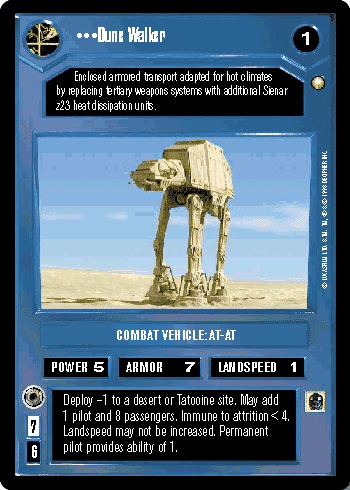 •••Dune Walker
1
Enclosed armored transport adapted for hot climates
by replacing tertiary weapons systems with additional Sienar
z23 heat dissipation units.
© LUCASFILM LTD. & TM,
COMBAT VEHICLE: AT-AT
POWER 5 ARMOR 7 LANDSPEED 1
Deploy -1 to a desert or Tatooine site. May add
1 pilot and 8 passengers. Immune to attrition < 4.
Landspeed may not be increased. Permanent
pilot provides ability of 1.
7
6